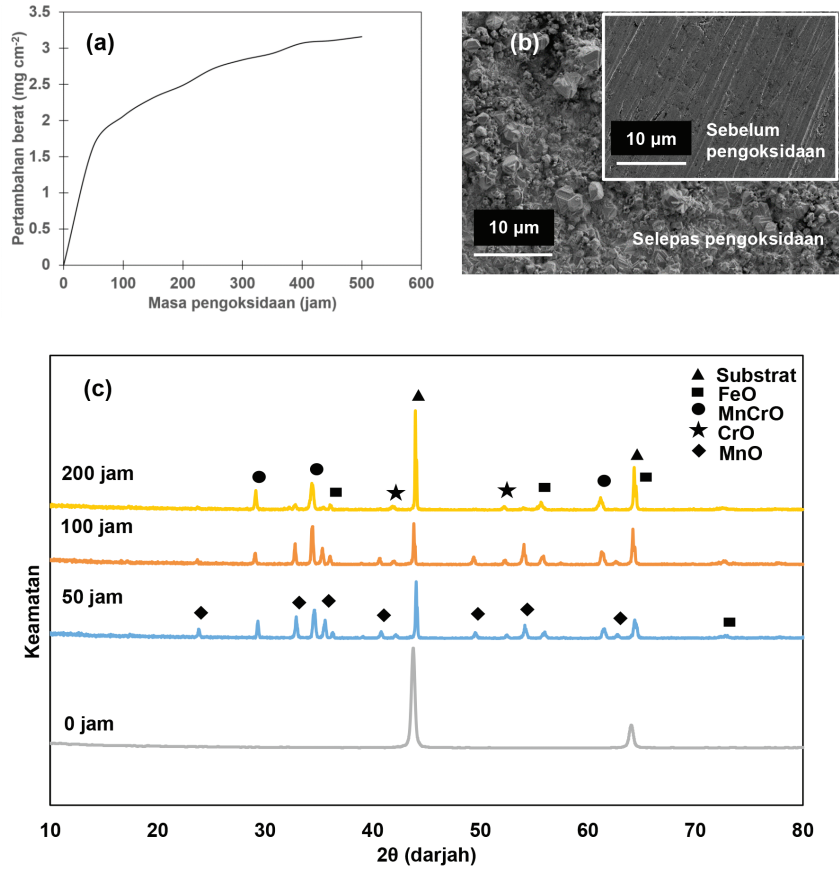 (a)
Pertambahan berat (mg cm⁻²)
3.5
3
2.5
2
1.5
1
0.5
0
0 100 200 300 400 500 600
Masa pengoksidaan (jam)
(b)
10 µm
Sebelum
pengoksidaan
10 µm
Selepas pengoksidaan
(c)
Substrat
FeO
MnCrO
CrO
MnO
200 jam
100 jam
50 jam
0 jam
Keamatan
10 20 30 40 50 60 70 80
2θ (darjah)